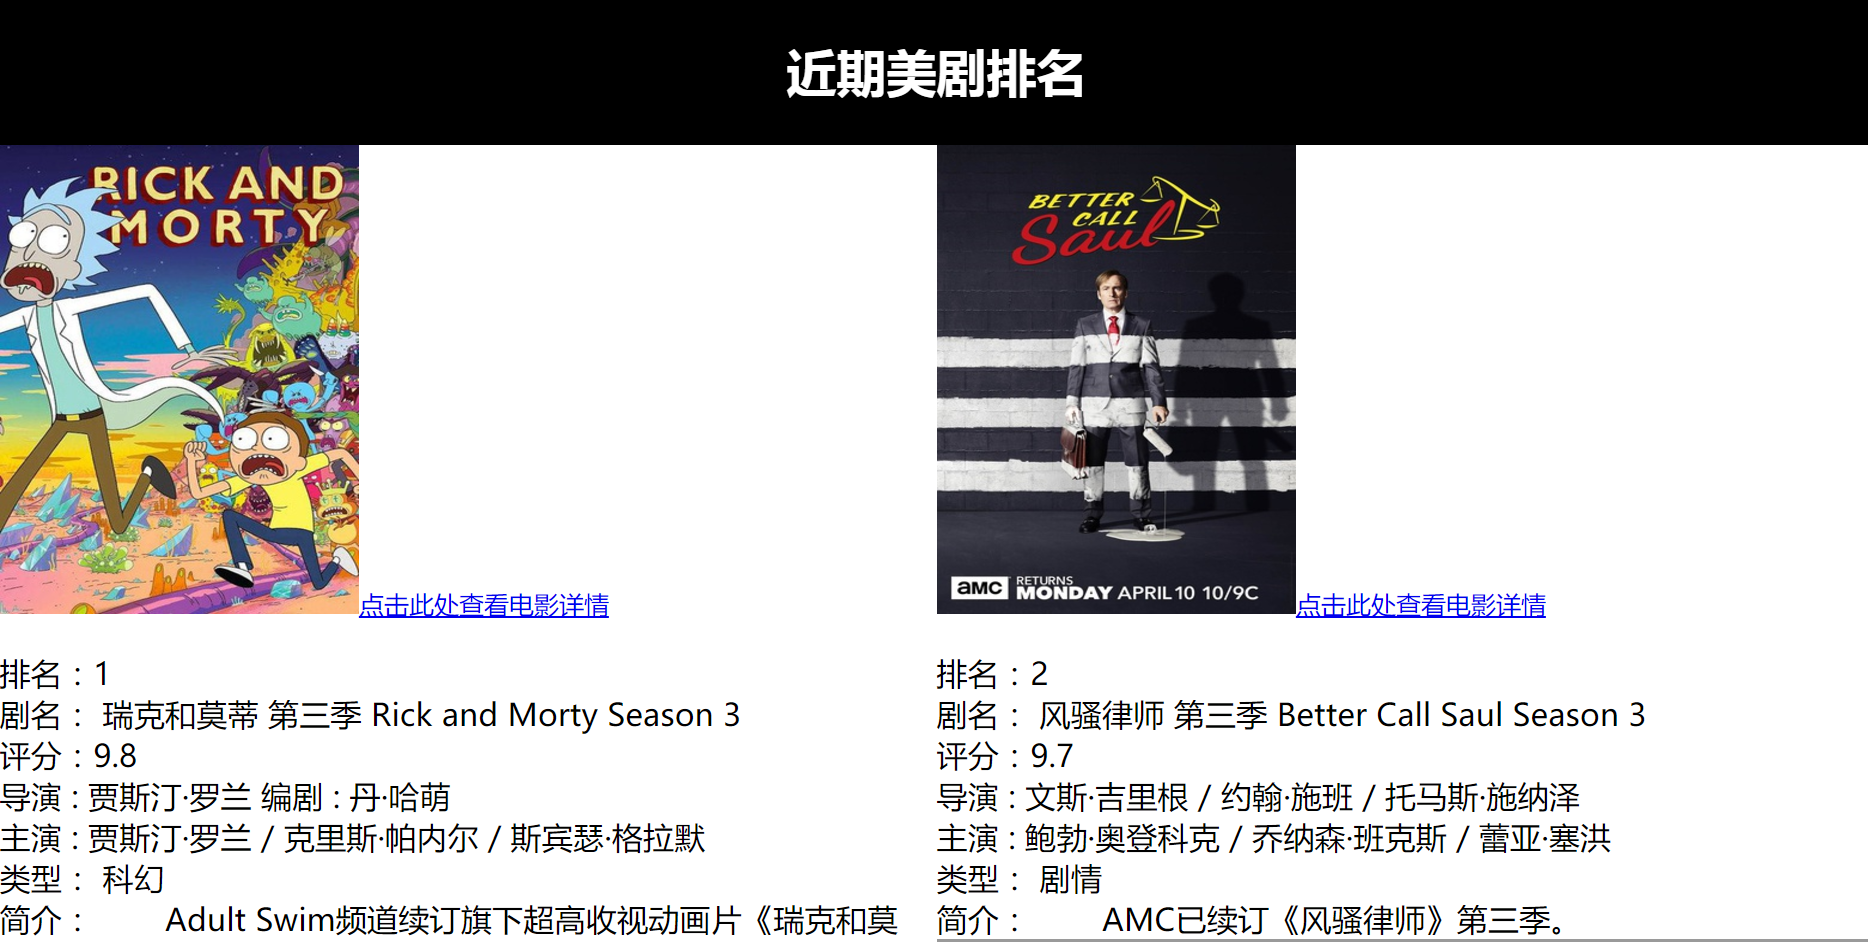 近期美剧排名
RICK AND
MORTY
点击此处查看电影详情
排名：1
剧名： 瑞克和莫蒂 第三季 Rick and Morty Season 3
评分：9.8
导演 : 贾斯汀·罗兰 编剧 : 丹·哈萌
主演 : 贾斯汀·罗兰 / 克里斯·帕内尔 / 斯宾瑟·格拉默
类型： 科幻
简介： Adult Swim频道续订旗下超高收视动画片《瑞克和莫
BETTER
CALL
Saul
amc
RETURNS
MONDAY APRIL 10 10/9C
点击此处查看电影详情
排名：2
剧名： 风骚律师 第三季 Better Call Saul Season 3
评分：9.7
导演 : 文斯·吉里根 / 约翰·施班 / 托马斯·施纳泽
主演 : 鲍勃·奥登科克 / 乔纳森·班克斯 / 蕾亚·塞洪
类型： 剧情
简介： AMC已续订《风骚律师》第三季。